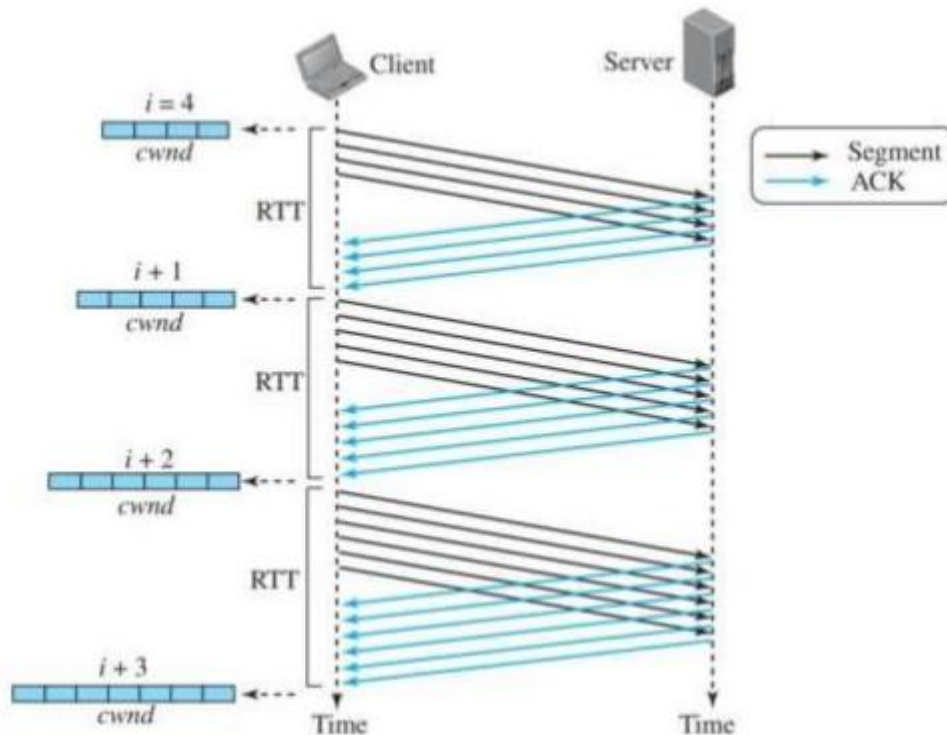 Client
Server
i = 4
cwnd
Segment
ACK
RTT
i + 1
cwnd
RTT
i + 2
cwnd
RTT
i + 3
cwnd
Time
Time